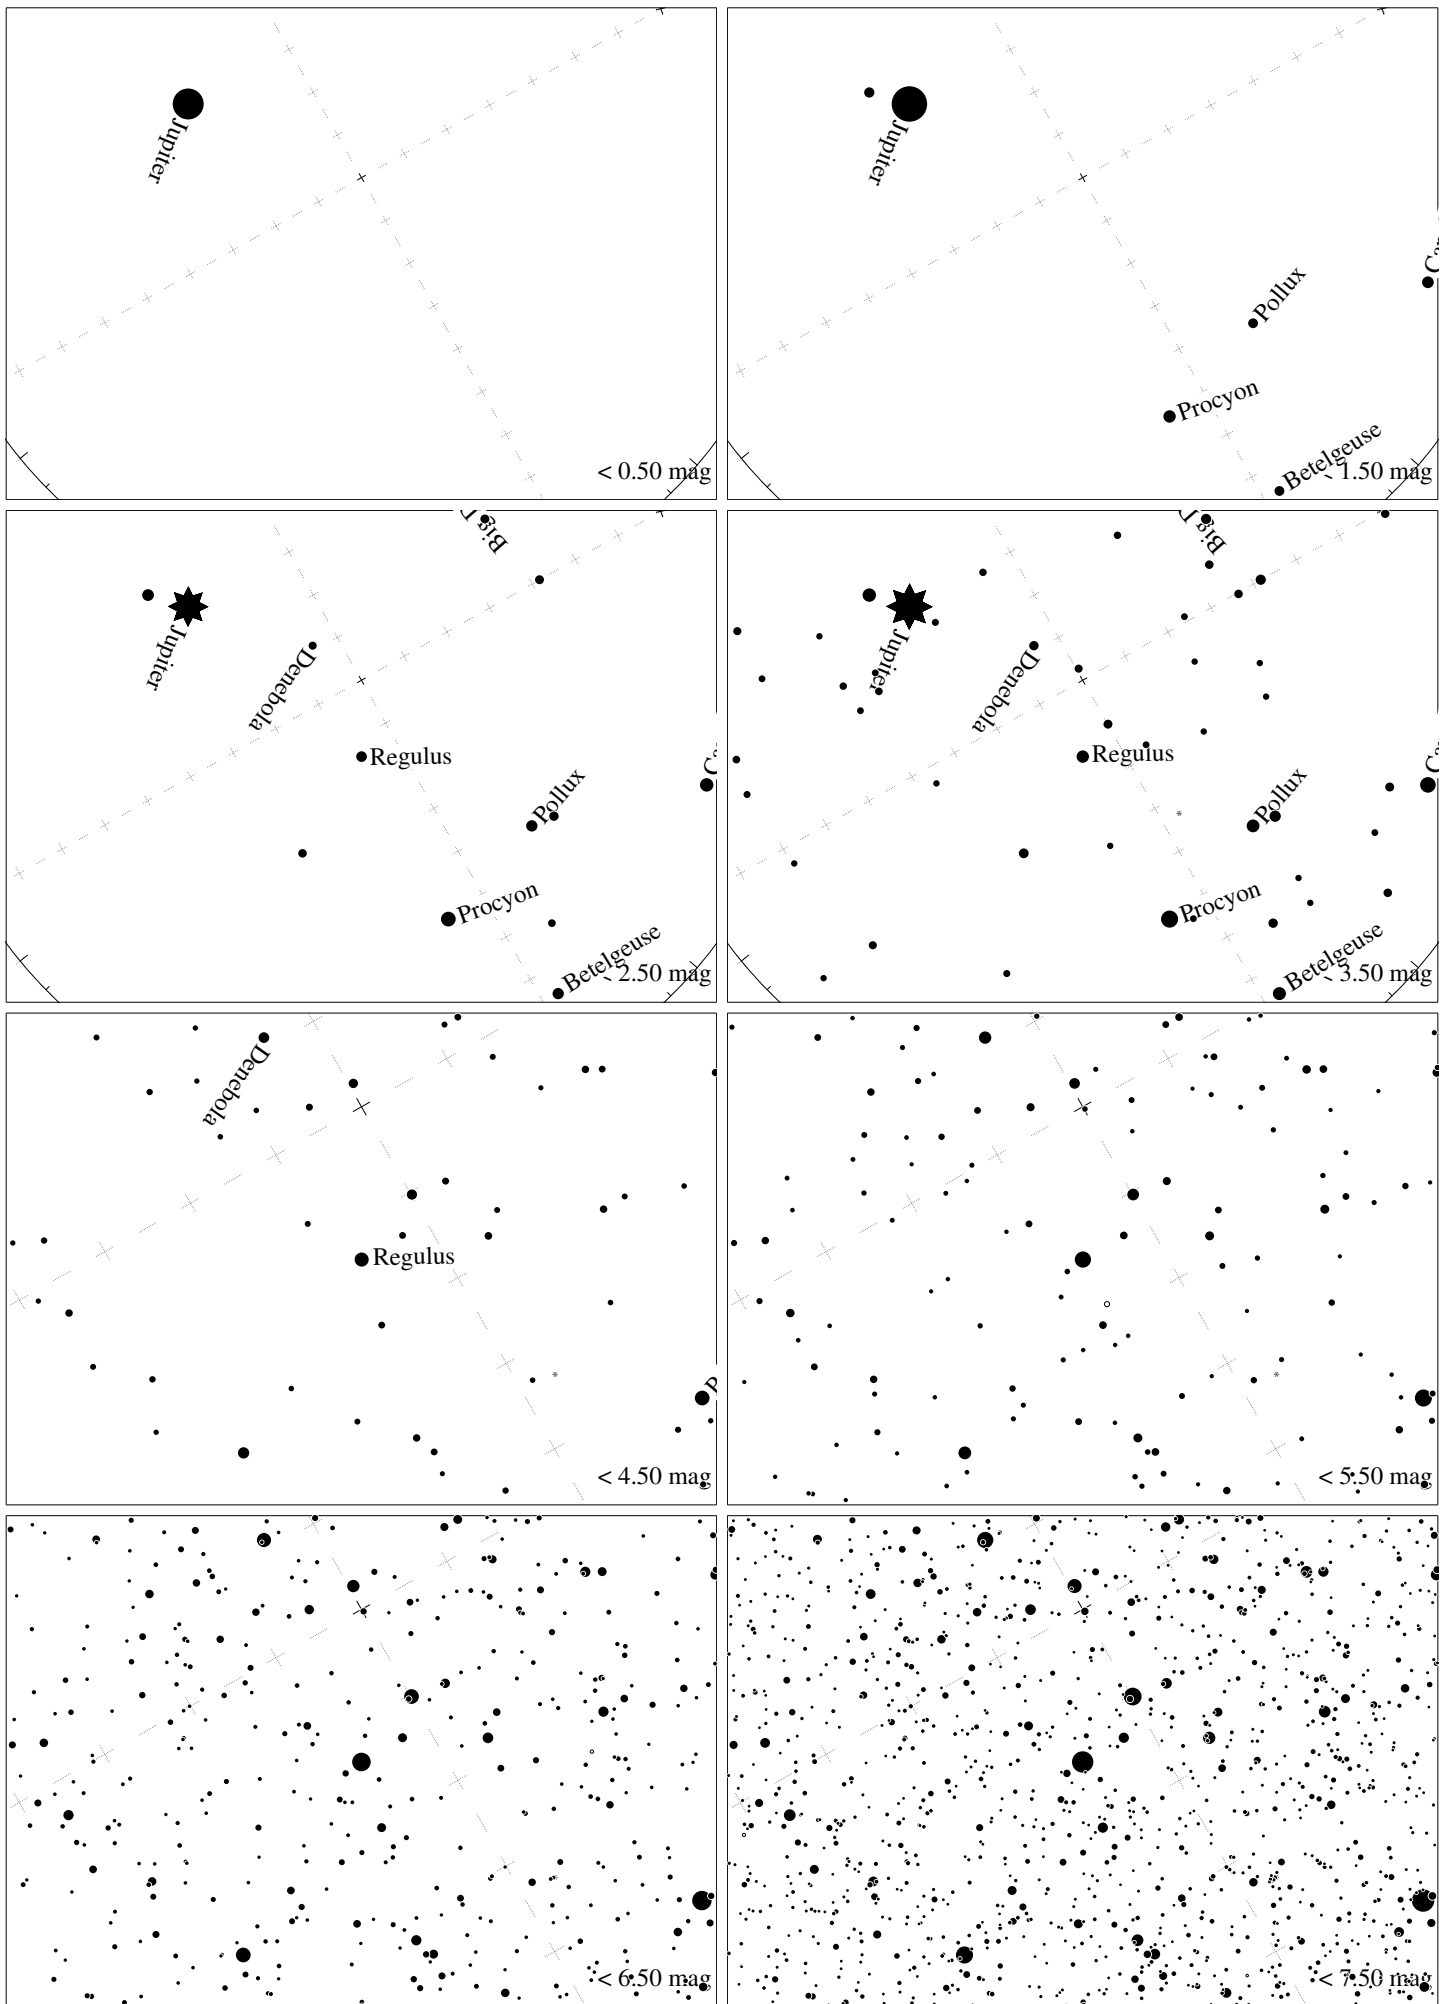 Jupiter
< 0.50 mag
Jupiter
Pollux
Procyon
Betelgeuse
1.50 mag
Big
Jupiter
Denebola
Regulus
Pollux
Procyon
Betelgeuse
2.50 mag
Big
Jupiter
Denebola
Regulus
Pollux
Procyon
Betelgeuse
3.50 mag
Denebola
Regulus
< 4.50 mag
< 5.50 mag
< 6.50 mag
< 7.50 mag